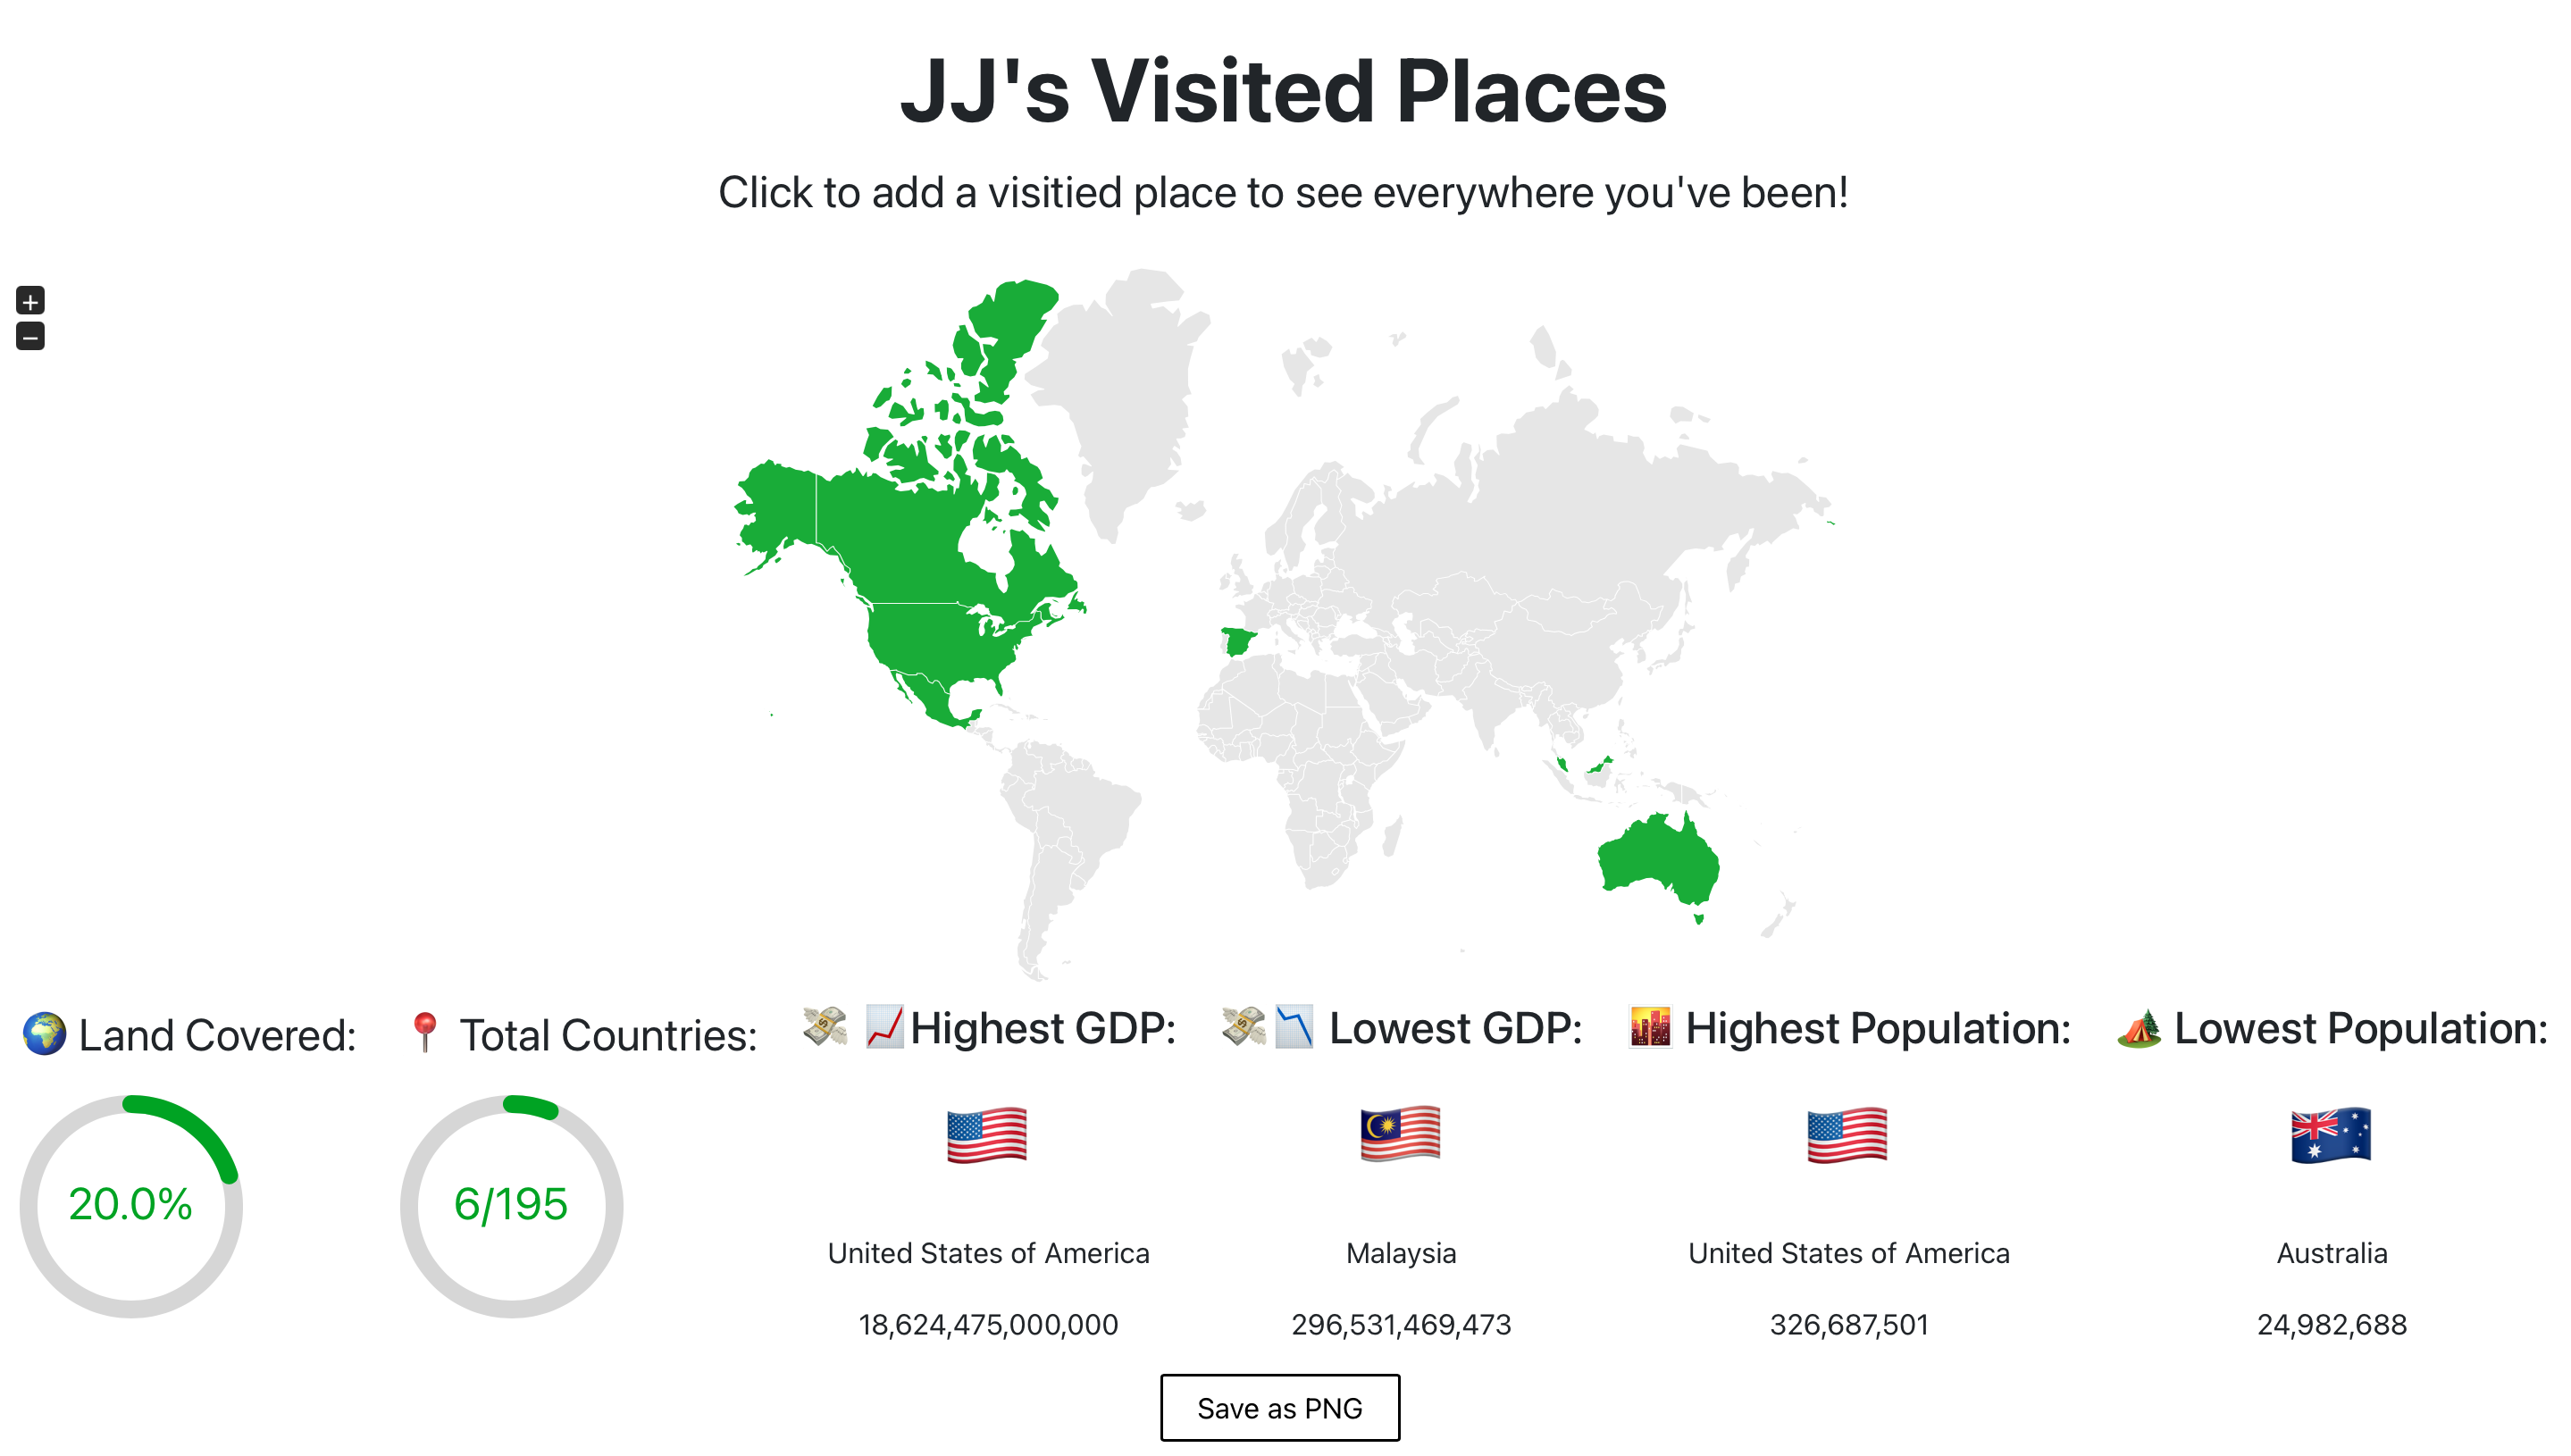 JJ's Visited Places
Click to add a visitied place to see everywhere you've been!
+
−
🌍 Land Covered:
📍 Total Countries:
💸 📈Highest GDP:
💸📉 Lowest GDP:
🌇 Highest Population:
🏕️ Lowest Population:
20.0%
6/195
United States of America
18,624,475,000,000
Malaysia
296,531,469,473
United States of America
326,687,501
Australia
24,982,688
Save as PNG